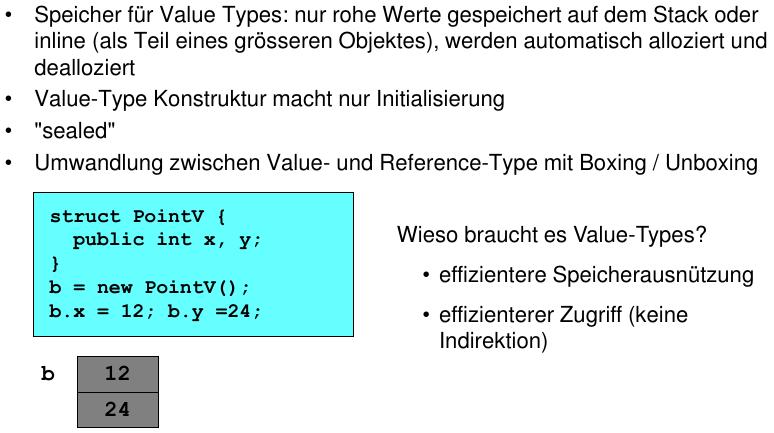 • Speicher für Value Types: nur rohe Werte gespeichert auf dem Stack oder
inline (als Teil eines grösseren Objektes), werden automatisch alloziert und
dealloziert
• Value-Type Konstruktur macht nur Initialisierung
• "sealed"
• Umwandlung zwischen Value- und Reference-Type mit Boxing / Unboxing
struct PointV {
public int x, y;
}
b = new PointV();
b.x = 12; b.y =24;
Wieso braucht es Value-Types?
• effizientere Speicherausnützung
• effizienterer Zugriff (keine
Indirektion)
b 12
24